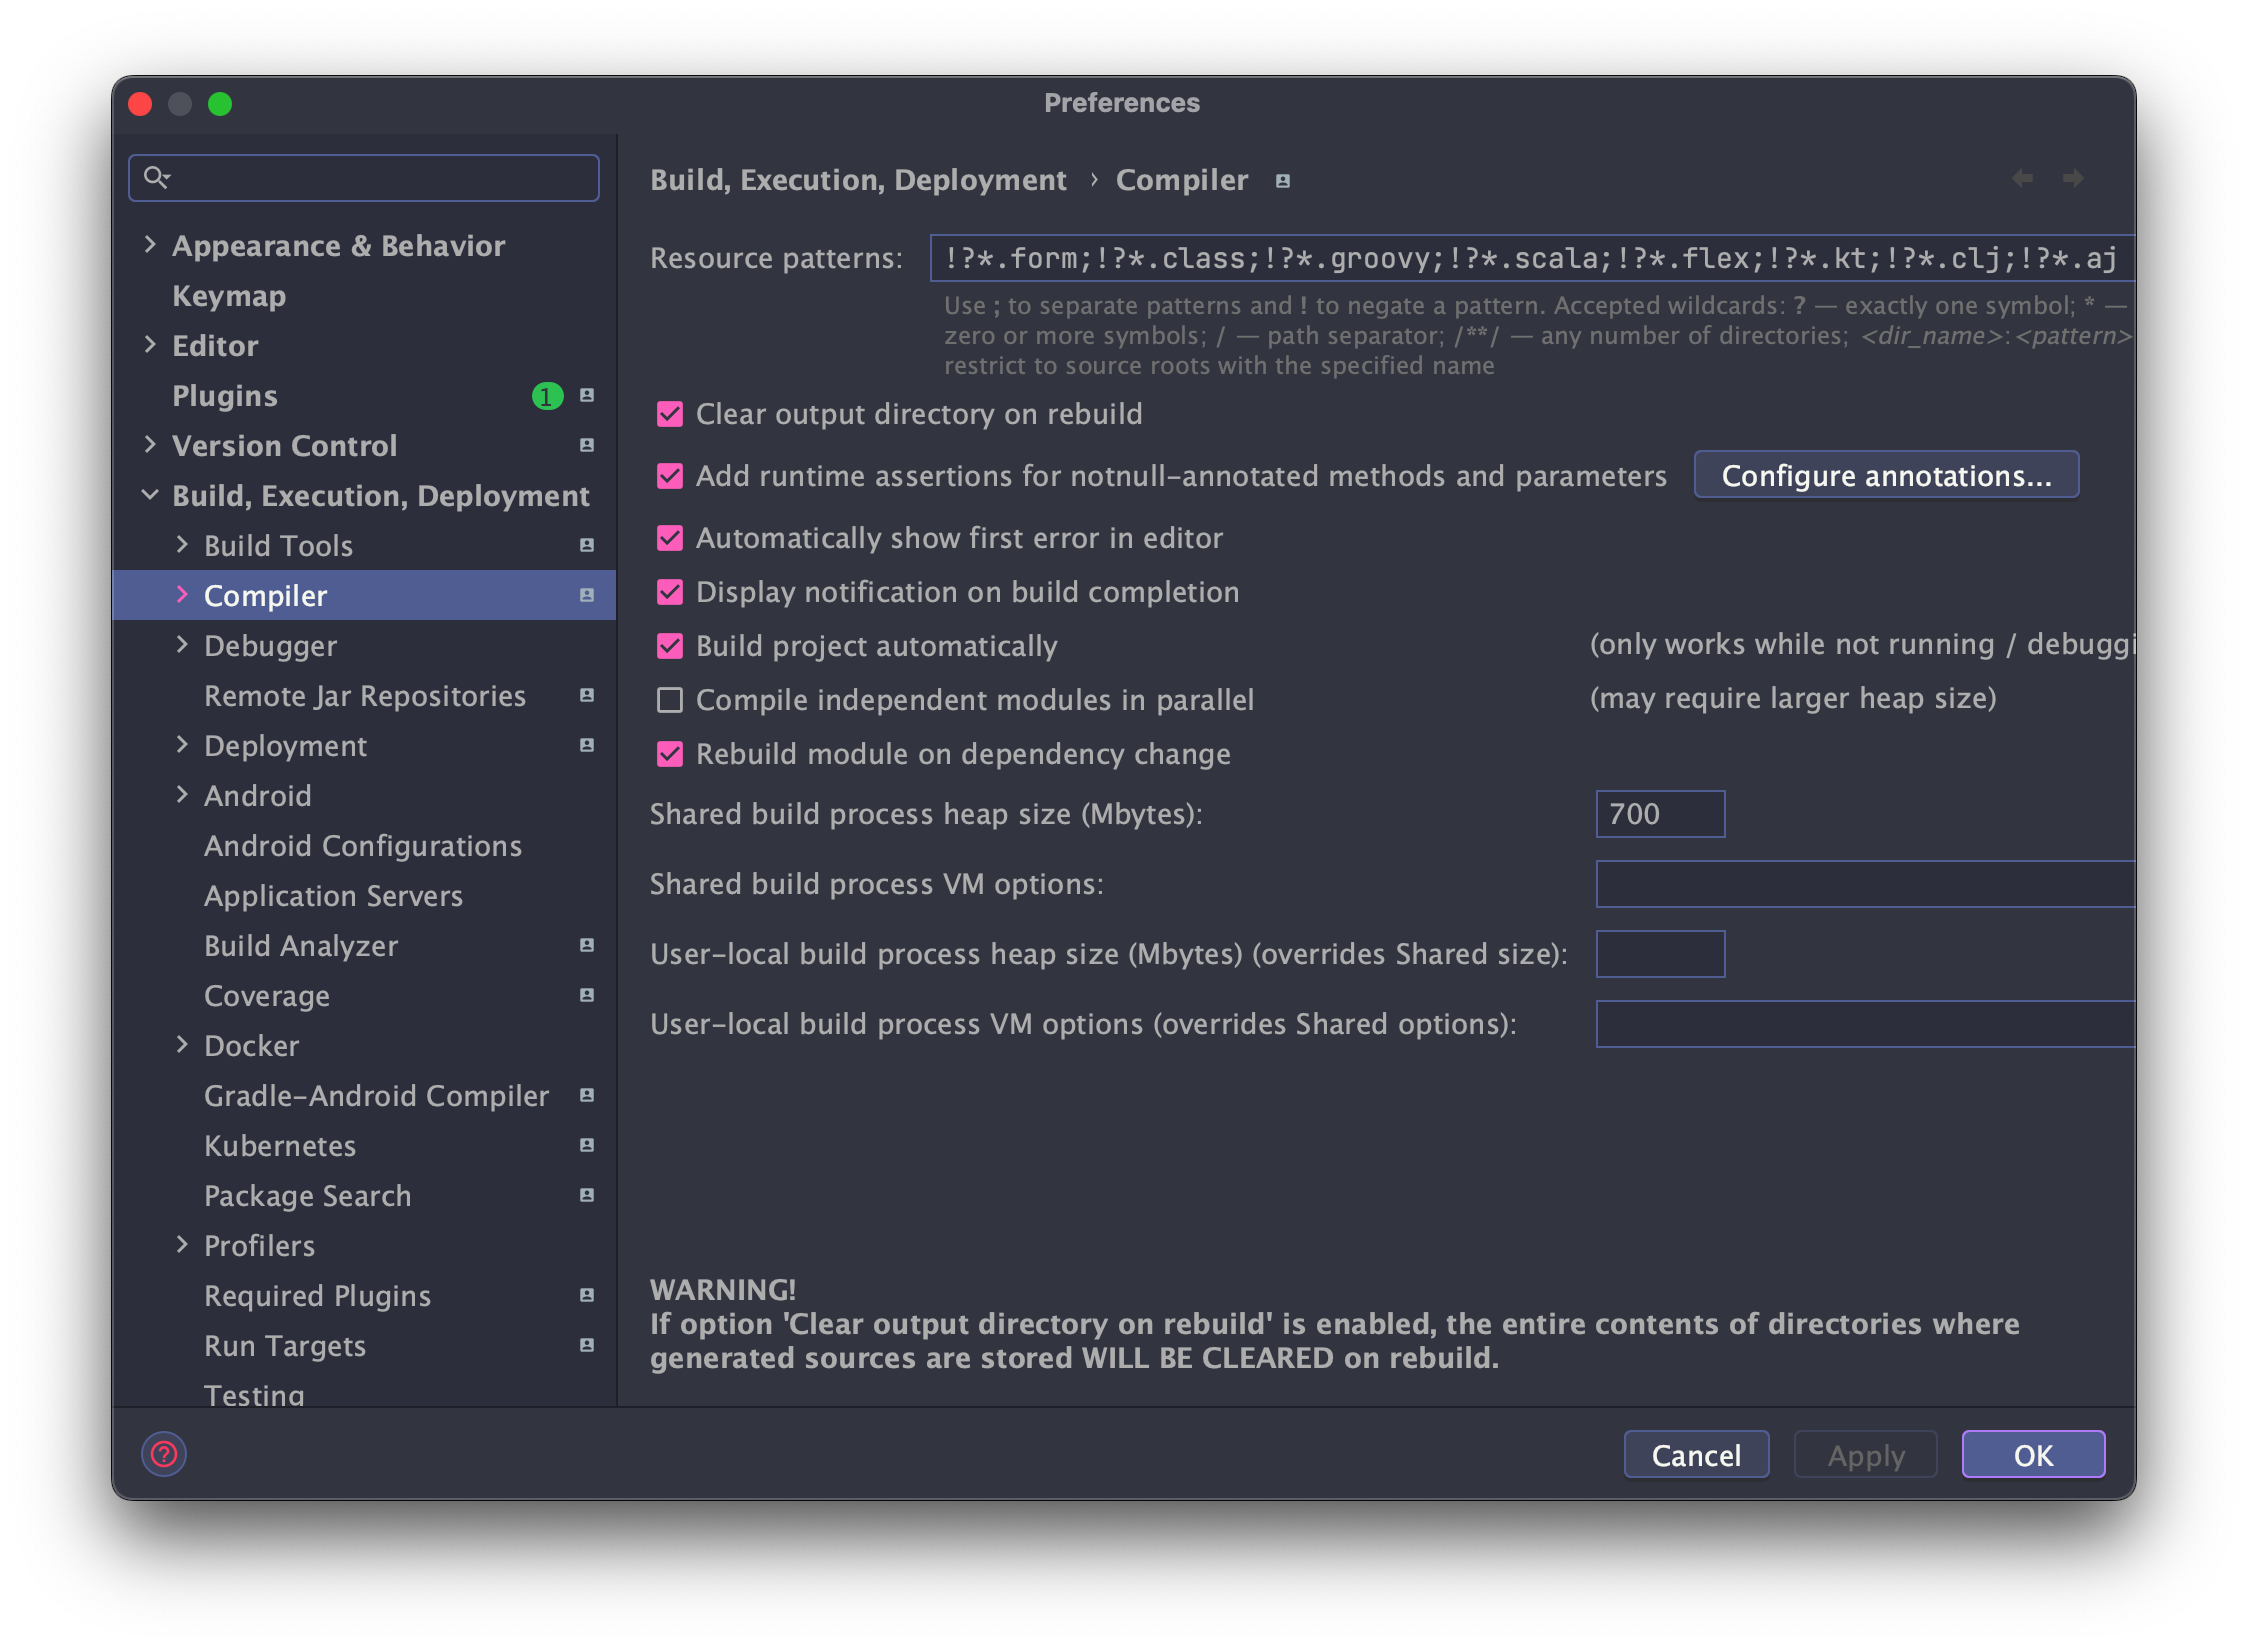 Preferences
Appearance & Behavior
Keymap
Editor
Plugins 1
Version Control
Build, Execution, Deployment
Build Tools
Compiler
Debugger
Remote Jar Repositories
Deployment
Android
Android Configurations
Application Servers
Build Analyzer
Coverage
Docker
Gradle-Android Compiler
Kubernetes
Package Search
Profilers
Required Plugins
Run Targets
Testing
Build, Execution, Deployment › Compiler
Resource patterns: !?*.form;!?*.class;!?*.groovy;!?*.scala;!?*.flex;!?*.kt;!?*.clj;!?*.aj
Use ; to separate patterns and ! to negate a pattern. Accepted wildcards: ? — exactly one symbol; * —
zero or more symbols; / — path separator; /**/ — any number of directories; <dir_name>:<pattern>
restrict to source roots with the specified name
Clear output directory on rebuild
Add runtime assertions for notnull-annotated methods and parameters Configure annotations...
Automatically show first error in editor
Display notification on build completion
Build project automatically (only works while not running / debuggi
Compile independent modules in parallel (may require larger heap size)
Rebuild module on dependency change
Shared build process heap size (Mbytes): 700
Shared build process VM options:
User-local build process heap size (Mbytes) (overrides Shared size):
User-local build process VM options (overrides Shared options):
WARNING!
If option 'Clear output directory on rebuild' is enabled, the entire contents of directories where
generated sources are stored WILL BE CLEARED on rebuild.
?
Cancel
Apply
OK